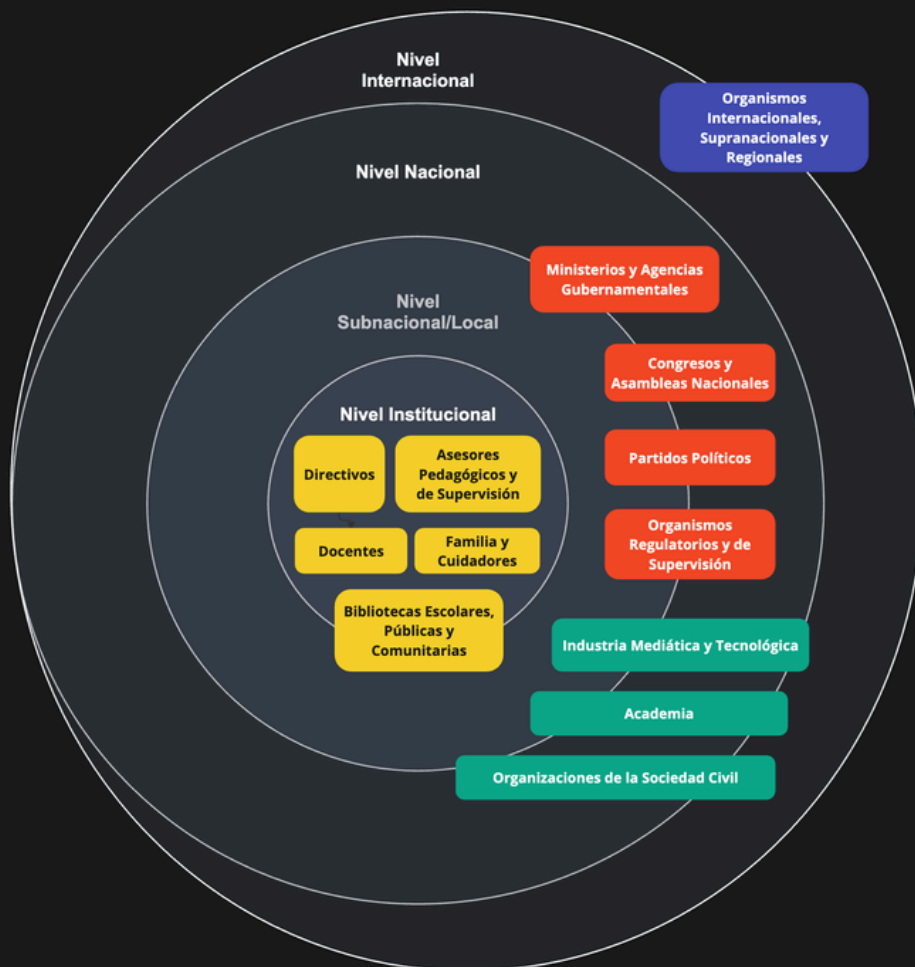 Nivel
Internacional
Organismos
Internacionales,
Supranacionales y
Regionales
Nivel Nacional
Ministerios y Agencias
Gubernamentales
Nivel
Subnacional/Local
Congresos y
Asambleas Nacionales
Nivel Institucional
Directivos
Asesores
Pedagógicos y
de Supervisión
Partidos Políticos
Docentes
Familia y
Cuidadores
Organismos
Regulatorios y de
Supervisión
Bibliotecas Escolares,
Públicas y
Comunitarias
Industria Mediática y Tecnológica
Academia
Organizaciones de la Sociedad Civil